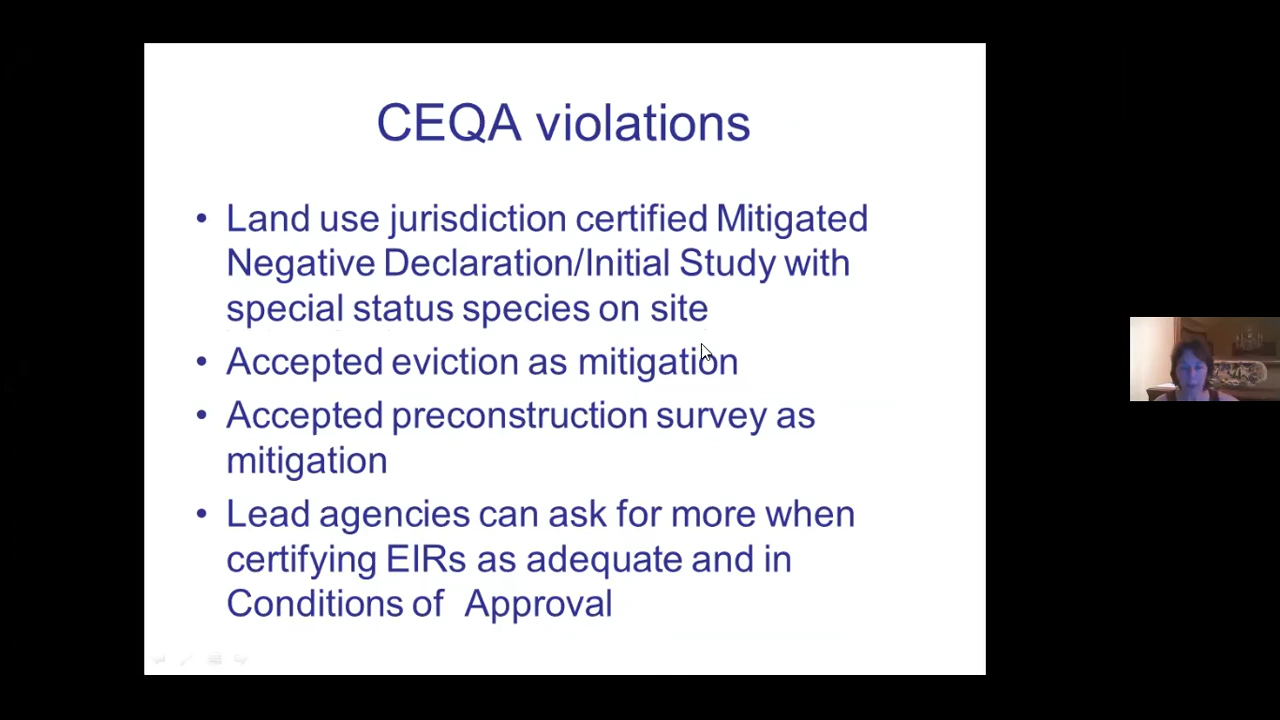 CEQA violations
• Land use jurisdiction certified Mitigated
Negative Declaration/Initial Study with
special status species on site
• Accepted eviction as mitigation
• Accepted preconstruction survey as
mitigation
• Lead agencies can ask for more when
certifying EIRs as adequate and in
Conditions of Approval